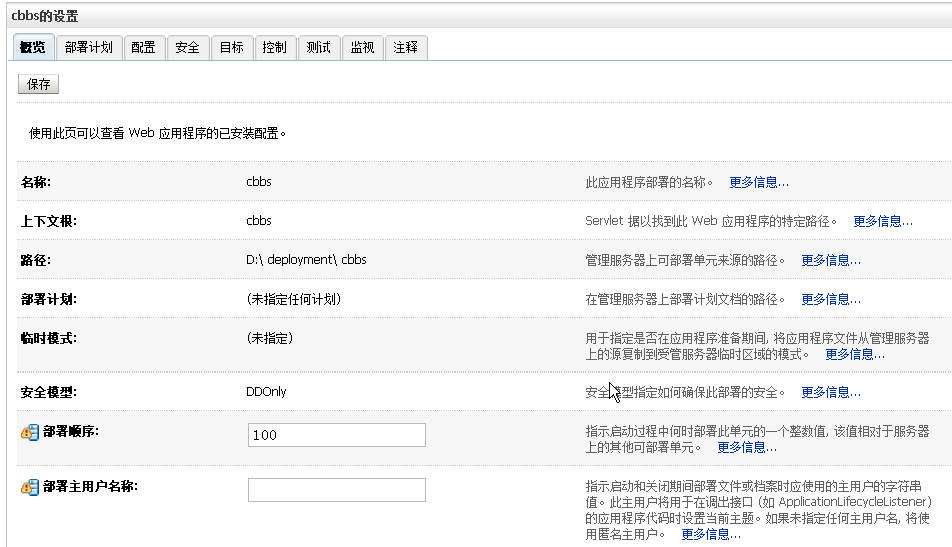 cbbs的设置
概览 部署计划 配置 安全 目标 控制 测试 监视 注释
保存
使用此页可以查看 Web 应用程序的已安装配置。
名称: cbbs 此应用程序部署的名称。 更多信息...
上下文根: cbbs Servlet 据以找到此 Web 应用程序的特定路径。 更多信息...
路径: D:\ deployment\ cbbs 管理服务器上可部署单元来源的路径。 更多信息...
部署计划: (未指定任何计划) 在管理服务器上部署计划文档的路径。 更多信息...
临时模式: (未指定) 用于指定是否在应用程序准备期间, 将应用程序文件从管理服务器
上的源复制到受管服务器临时区域的模式。 更多信息...
安全模型: DDOnly 安全模型指定如何确保此部署的安全。 更多信息...
部署顺序: 100 指示启动过程中何时部署此单元的一个整数值, 该值相对于服务器
上的其他可部署单元。 更多信息...
部署主用户名称: 指示启动和关闭期间部署文件或档案时应使用的主用户的字符串
值。此主用户将用于在调出接口 (如 ApplicationLifecycleListener)
的应用程序代码时设置当前主题。如果未指定任何主用户名, 将使
用匿名主用户。 更多信息...